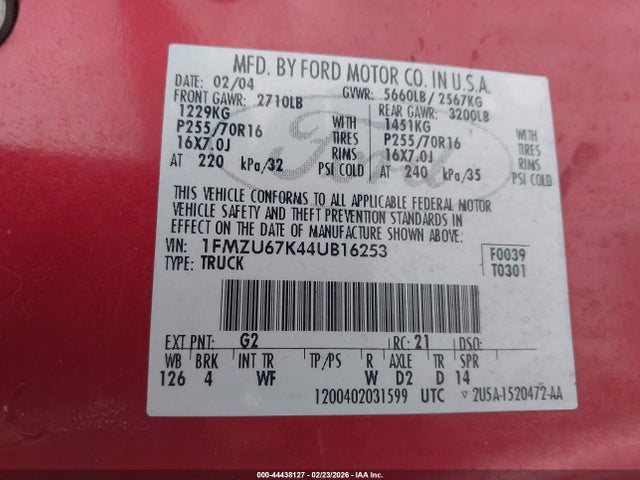 MFD. BY FORD MOTOR CO. IN U.S.A.
DATE: 02/04 GVWR: 5660LB/ 2567KG
FRONT GAWR: 2710LB REAR GAWR: 3200LB
1229KG WITH 1451KG WITH
P255/70R16 TIRES P255/70R16 TIRES
16X7.0J RIMS 16X7.0J RIMS
AT 220 kPa/32 PSI COLD AT 240 kPa/35 PSI COLD
Ford
THIS VEHICLE CONFORMS TO ALL APPLICABLE FEDERAL MOTOR
VEHICLE SAFETY AND THEFT PREVENTION STANDARDS IN
EFFECT ON THE DATE OF MANUFACTURE SHOWN ABOVE.
VIN: 1FMZU67K44UB16253 F0039
TYPE: TRUCK T0301
EXT PNT: G2 RC: 21 DSO:
WB BRK INT TR TP/PS R AXLE TR SPR
126 4 WF W D2 D 14
1200402031599 UTC ▽ 2U5A-1520472-AA
000-44438127 - 02/23/2026 - IAA Inc.